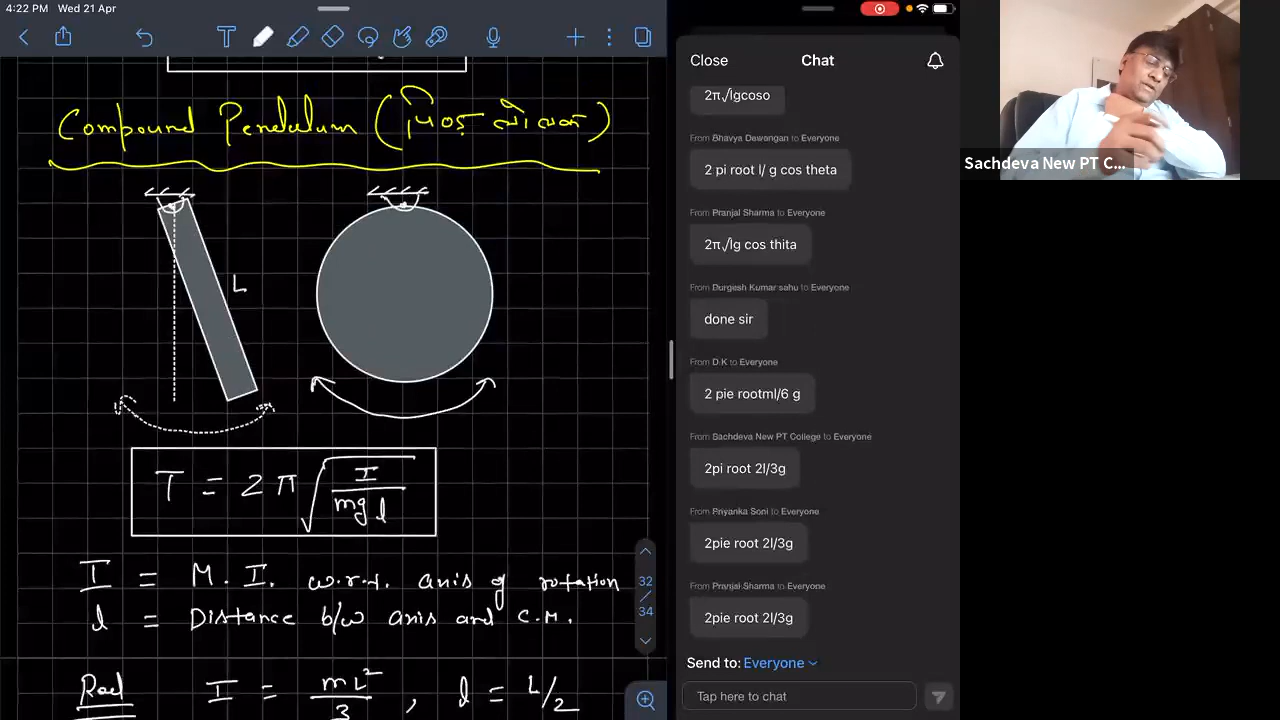 4:22 PM Wed 21 Apr
Compound Pendulum (पिण्ड लोलक)
L
T = 2π √(I / mg l)
I = M. I. w.r.t. axis of rotation
l = Distance b/w axis and C.M.
Rod I = mL²/3 , l = L/2
32
/
34
Close
Chat
2π√lgcoso
From Bhavya Dewangan to Everyone
2 pi root l/ g cos theta
From Pranjal Sharma to Everyone
2π√lg cos thita
From Durgesh Kumar sahu to Everyone
done sir
From D K to Everyone
2 pie rootml/6 g
From Sachdeva New PT College to Everyone
2pi root 2l/3g
From Priyanka Soni to Everyone
2pie root 2l/3g
From Pranjal Sharma to Everyone
2pie root 2l/3g
Send to: Everyone
Tap here to chat
Sachdeva New PT C...